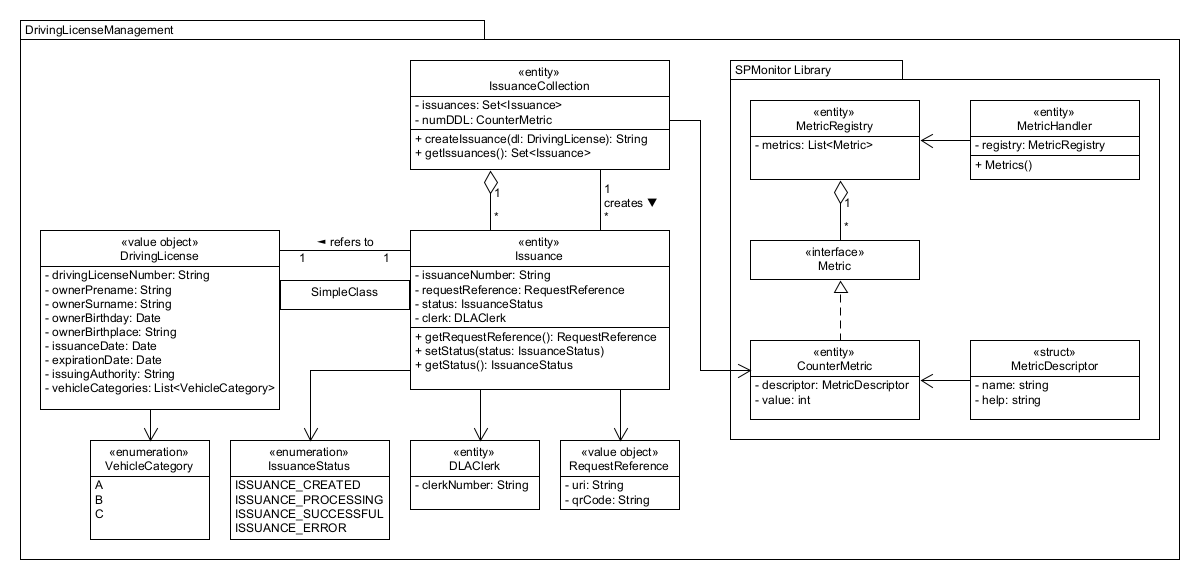 DrivingLicenseManagement
«entity»
IssuanceCollection
- issuances: Set<Issuance>
- numDDL: CounterMetric
+ createIssuance(dl: DrivingLicense): String
+ getIssuances(): Set<Issuance>
1
*
1
creates ▼
*
SPMonitor Library
«entity»
MetricRegistry
- metrics: List<Metric>
«entity»
MetricHandler
- registry: MetricRegistry
+ Metrics()
1
*
«interface»
Metric
«entity»
CounterMetric
- descriptor: MetricDescriptor
- value: int
«struct»
MetricDescriptor
- name: string
- help: string
«value object»
DrivingLicense
- drivingLicenseNumber: String
- ownerPrename: String
- ownerSurname: String
- ownerBirthday: Date
- ownerBirthplace: String
- issuanceDate: Date
- expirationDate: Date
- issuingAuthority: String
- vehicleCategories: List<VehicleCategory>
◄ refers to
1 1
SimpleClass
«entity»
Issuance
- issuanceNumber: String
- requestReference: RequestReference
- status: IssuanceStatus
- clerk: DLAClerk
+ getRequestReference(): RequestReference
+ setStatus(status: IssuanceStatus)
+ getStatus(): IssuanceStatus
«enumeration»
VehicleCategory
A
B
C
«enumeration»
IssuanceStatus
ISSUANCE_CREATED
ISSUANCE_PROCESSING
ISSUANCE_SUCCESSFUL
ISSUANCE_ERROR
«entity»
DLAClerk
- clerkNumber: String
«value object»
RequestReference
- uri: String
- qrCode: String